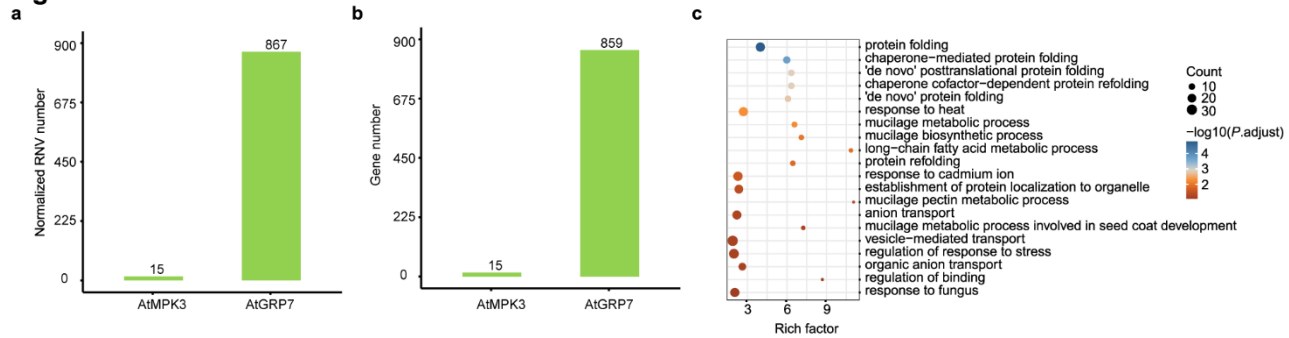 a
b
c
Normalized RNV number
900
675
450
225
0
15
867
AtMPK3
AtGRP7
Gene number
900
675
450
225
0
15
859
AtMPK3
AtGRP7
protein folding
chaperone−mediated protein folding
'de novo' posttranslational protein folding
chaperone cofactor−dependent protein refolding
'de novo' protein folding
response to heat
mucilage metabolic process
mucilage biosynthetic process
long−chain fatty acid metabolic process
protein refolding
response to cadmium ion
establishment of protein localization to organelle
mucilage pectin metabolic process
anion transport
mucilage metabolic process involved in seed coat development
vesicle−mediated transport
regulation of response to stress
organic anion transport
regulation of binding
response to fungus
3
6
9
Rich factor
Count
10
20
30
−log10(P.adjust)
4
3
2